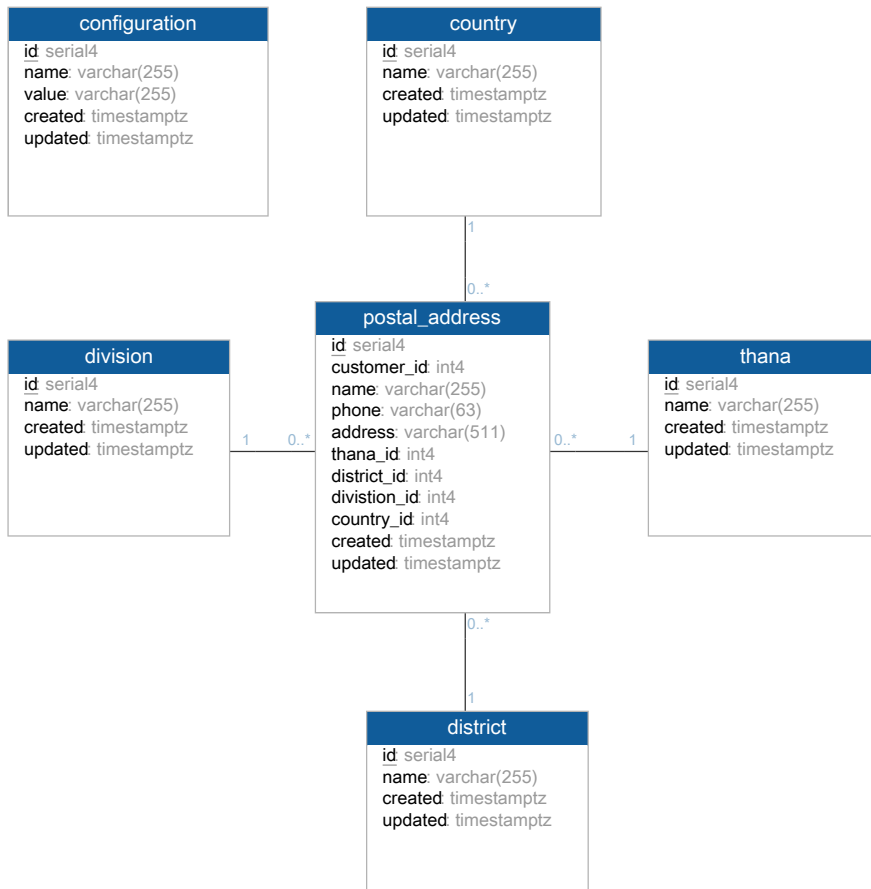 configuration
id: serial4
name: varchar(255)
value: varchar(255)
created: timestamptz
updated: timestamptz
country
id: serial4
name: varchar(255)
created: timestamptz
updated: timestamptz
1
0..*
postal_address
id: serial4
customer_id: int4
name: varchar(255)
phone: varchar(63)
address: varchar(511)
thana_id: int4
district_id: int4
divistion_id: int4
country_id: int4
created: timestamptz
updated: timestamptz
division
id: serial4
name: varchar(255)
created: timestamptz
updated: timestamptz
1
0..*
thana
id: serial4
name: varchar(255)
created: timestamptz
updated: timestamptz
0..*
1
0..*
1
district
id: serial4
name: varchar(255)
created: timestamptz
updated: timestamptz